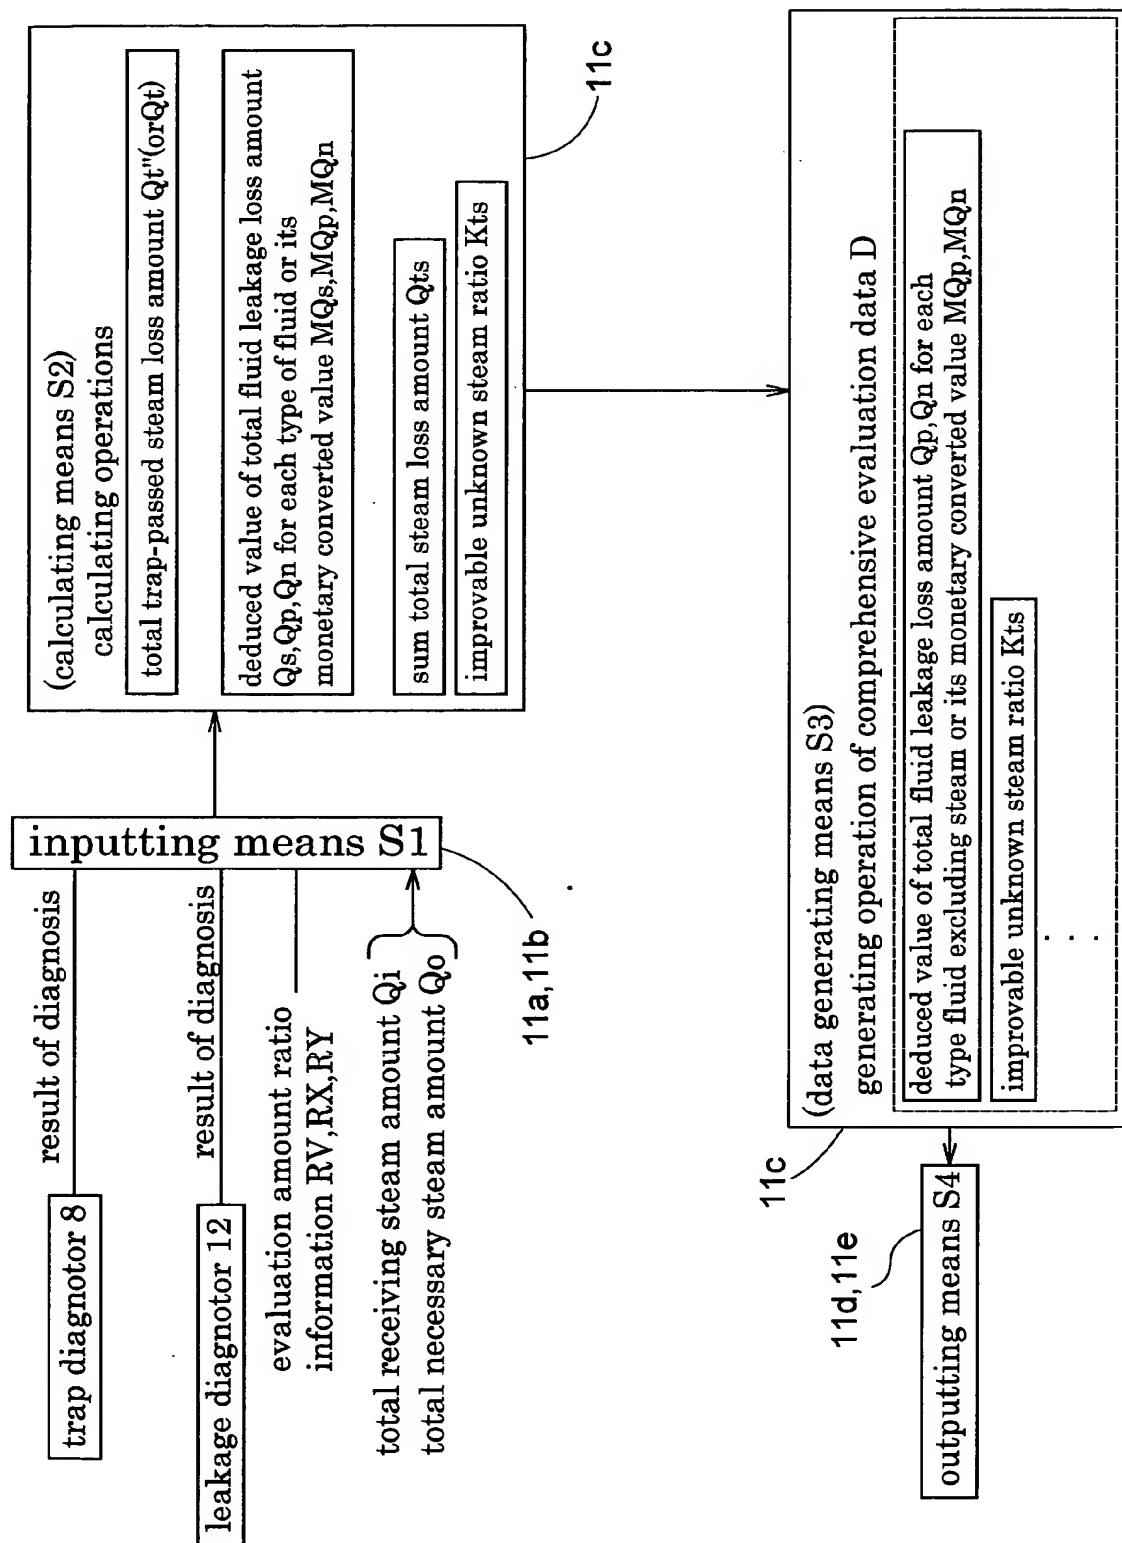 trap diagnotor 8
result of diagnosis
leakage diagnotor 12
result of diagnosis
evaluation amount ratio
information RV,RX,RY
total receiving steam amount Qi
total necessary steam amount Qo
inputting means S1
11a,11b
(calculating means S2)
calculating operations
total trap-passed steam loss amount Qt"(orQt)
deduced value of total fluid leakage loss amount
Qs,Qp,Qn for each type of fluid or its
monetary converted value MQs,MQp,MQn
sum total steam loss amount Qts
improvable unknown steam ratio Kts
11c
(data generating means S3)
generating operation of comprehensive evaluation data D
deduced value of total fluid leakage loss amount Qp,Qn for each
type fluid excluding steam or its monetary converted value MQp,MQn
improvable unknown steam ratio Kts
. . .
11c
outputting means S4
11d,11e